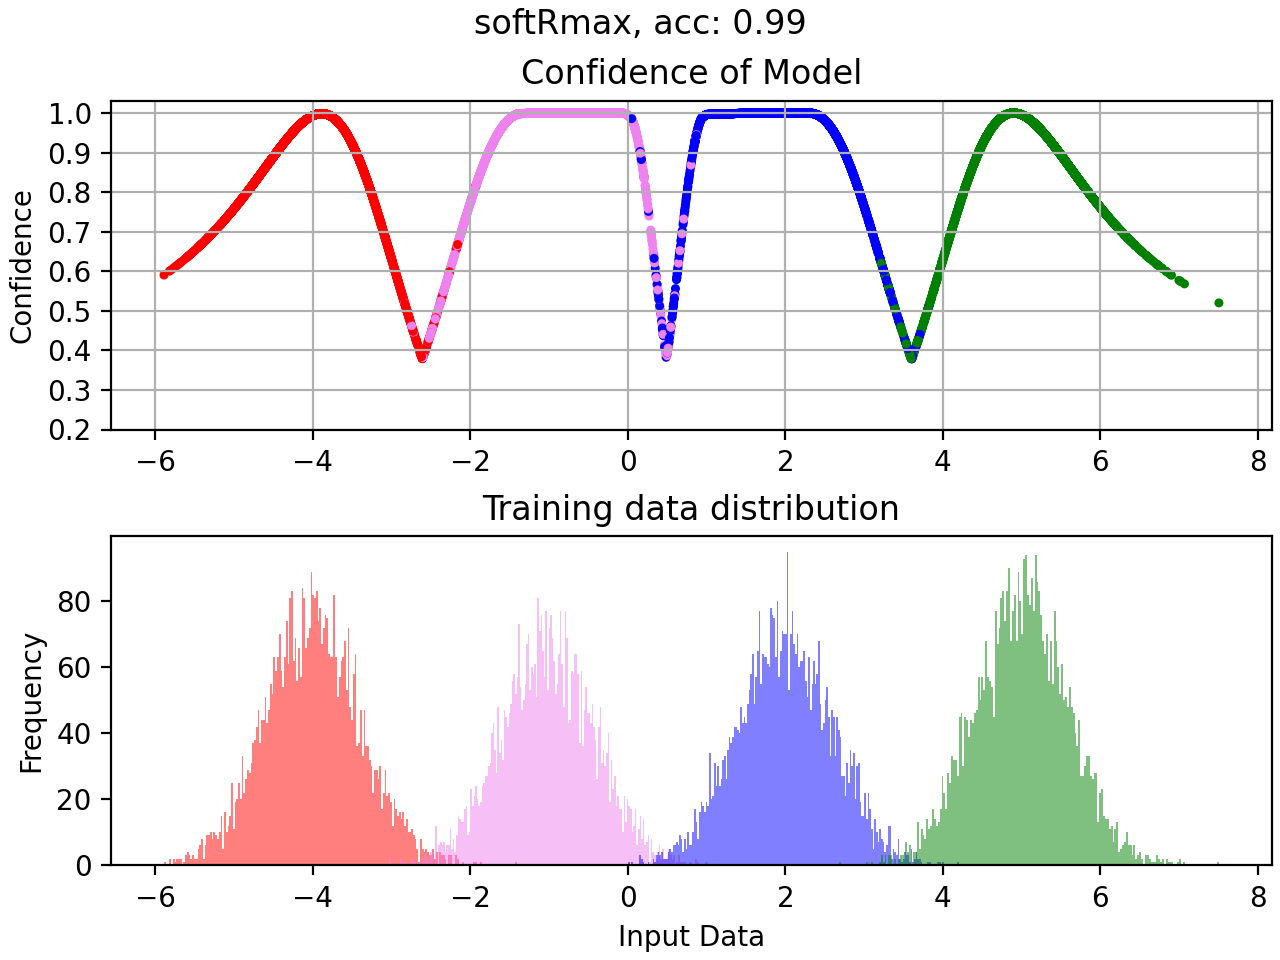 softRmax, acc: 0.99
Confidence of Model
Confidence
1.0
0.9
0.8
0.7
0.6
0.5
0.4
0.3
0.2
−6 −4 −2 0 2 4 6 8
Training data distribution
Frequency
80
60
40
20
0
−6 −4 −2 0 2 4 6 8
Input Data